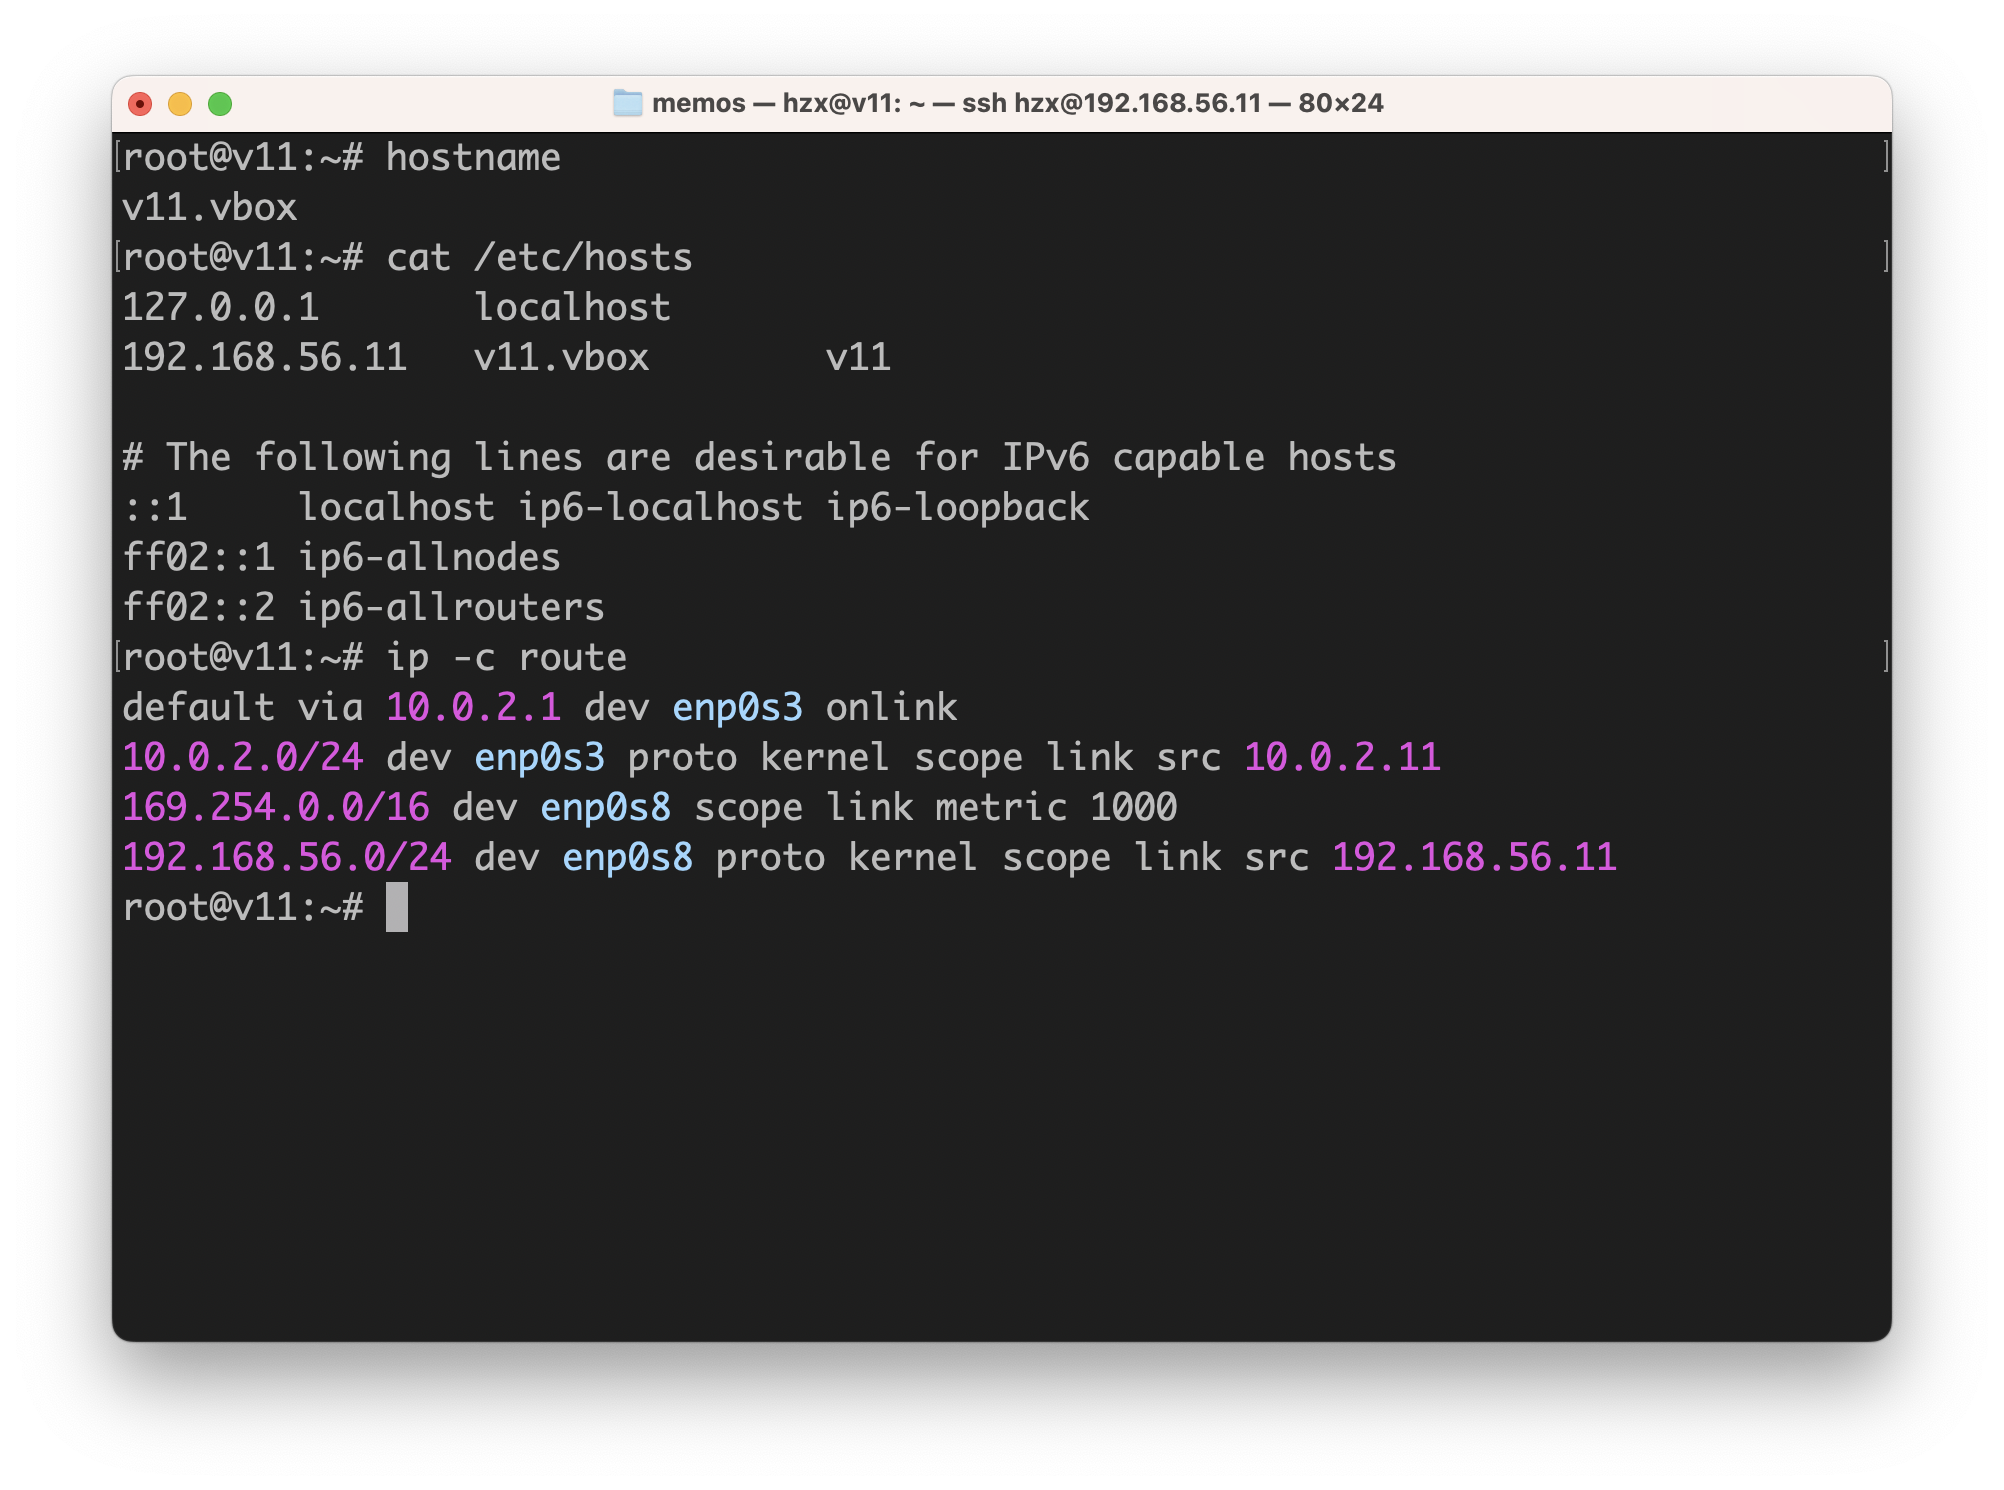 memos — hzx@v11: ~ — ssh hzx@192.168.56.11 — 80×24
[root@v11:~# hostname ]
v11.vbox
[root@v11:~# cat /etc/hosts ]
127.0.0.1       localhost
192.168.56.11   v11.vbox        v11
# The following lines are desirable for IPv6 capable hosts
::1     localhost ip6-localhost ip6-loopback
ff02::1 ip6-allnodes
ff02::2 ip6-allrouters
[root@v11:~# ip -c route ]
default via 10.0.2.1 dev enp0s3 onlink
10.0.2.0/24 dev enp0s3 proto kernel scope link src 10.0.2.11
169.254.0.0/16 dev enp0s8 scope link metric 1000
192.168.56.0/24 dev enp0s8 proto kernel scope link src 192.168.56.11
root@v11:~#